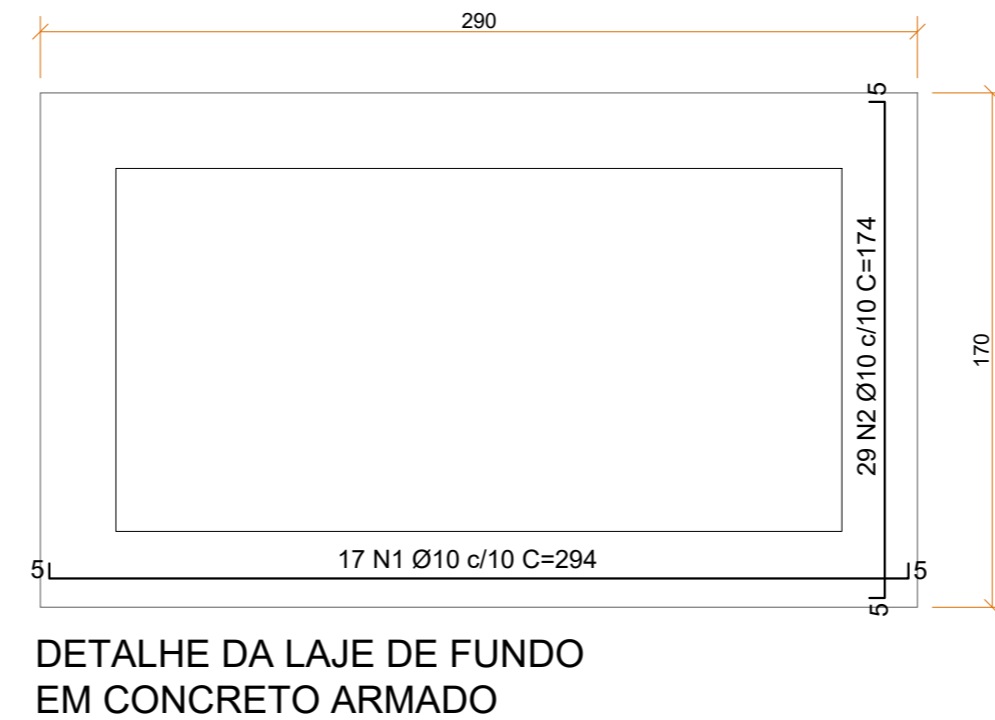 290
5
29 N2 Ø10 c/10 C=174
170
17 N1 Ø10 c/10 C=294
5
5
5
DETALHE DA LAJE DE FUNDO
EM CONCRETO ARMADO